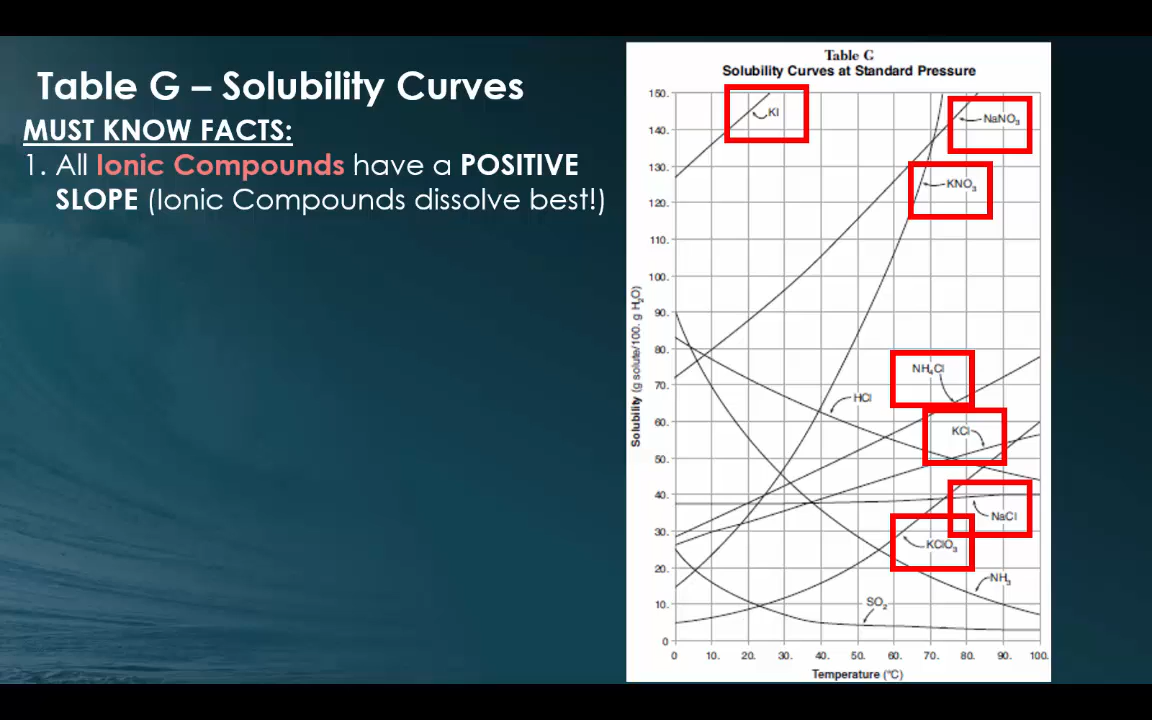 Table G – Solubility Curves
MUST KNOW FACTS:
1. All Ionic Compounds have a POSITIVE
SLOPE (Ionic Compounds dissolve best!)
Table G
Solubility Curves at Standard Pressure
Solubility (g solute/100. g H₂O)
150.
140.
130.
120.
110.
100.
90.
80.
70.
60.
50.
40.
30.
20.
10.
0
KI
NaNO₃
KNO₃
NH₄Cl
HCl
KCl
NaCl
KClO₃
NH₃
SO₂
0 10. 20. 30. 40. 50. 60. 70. 80. 90. 100.
Temperature (°C)